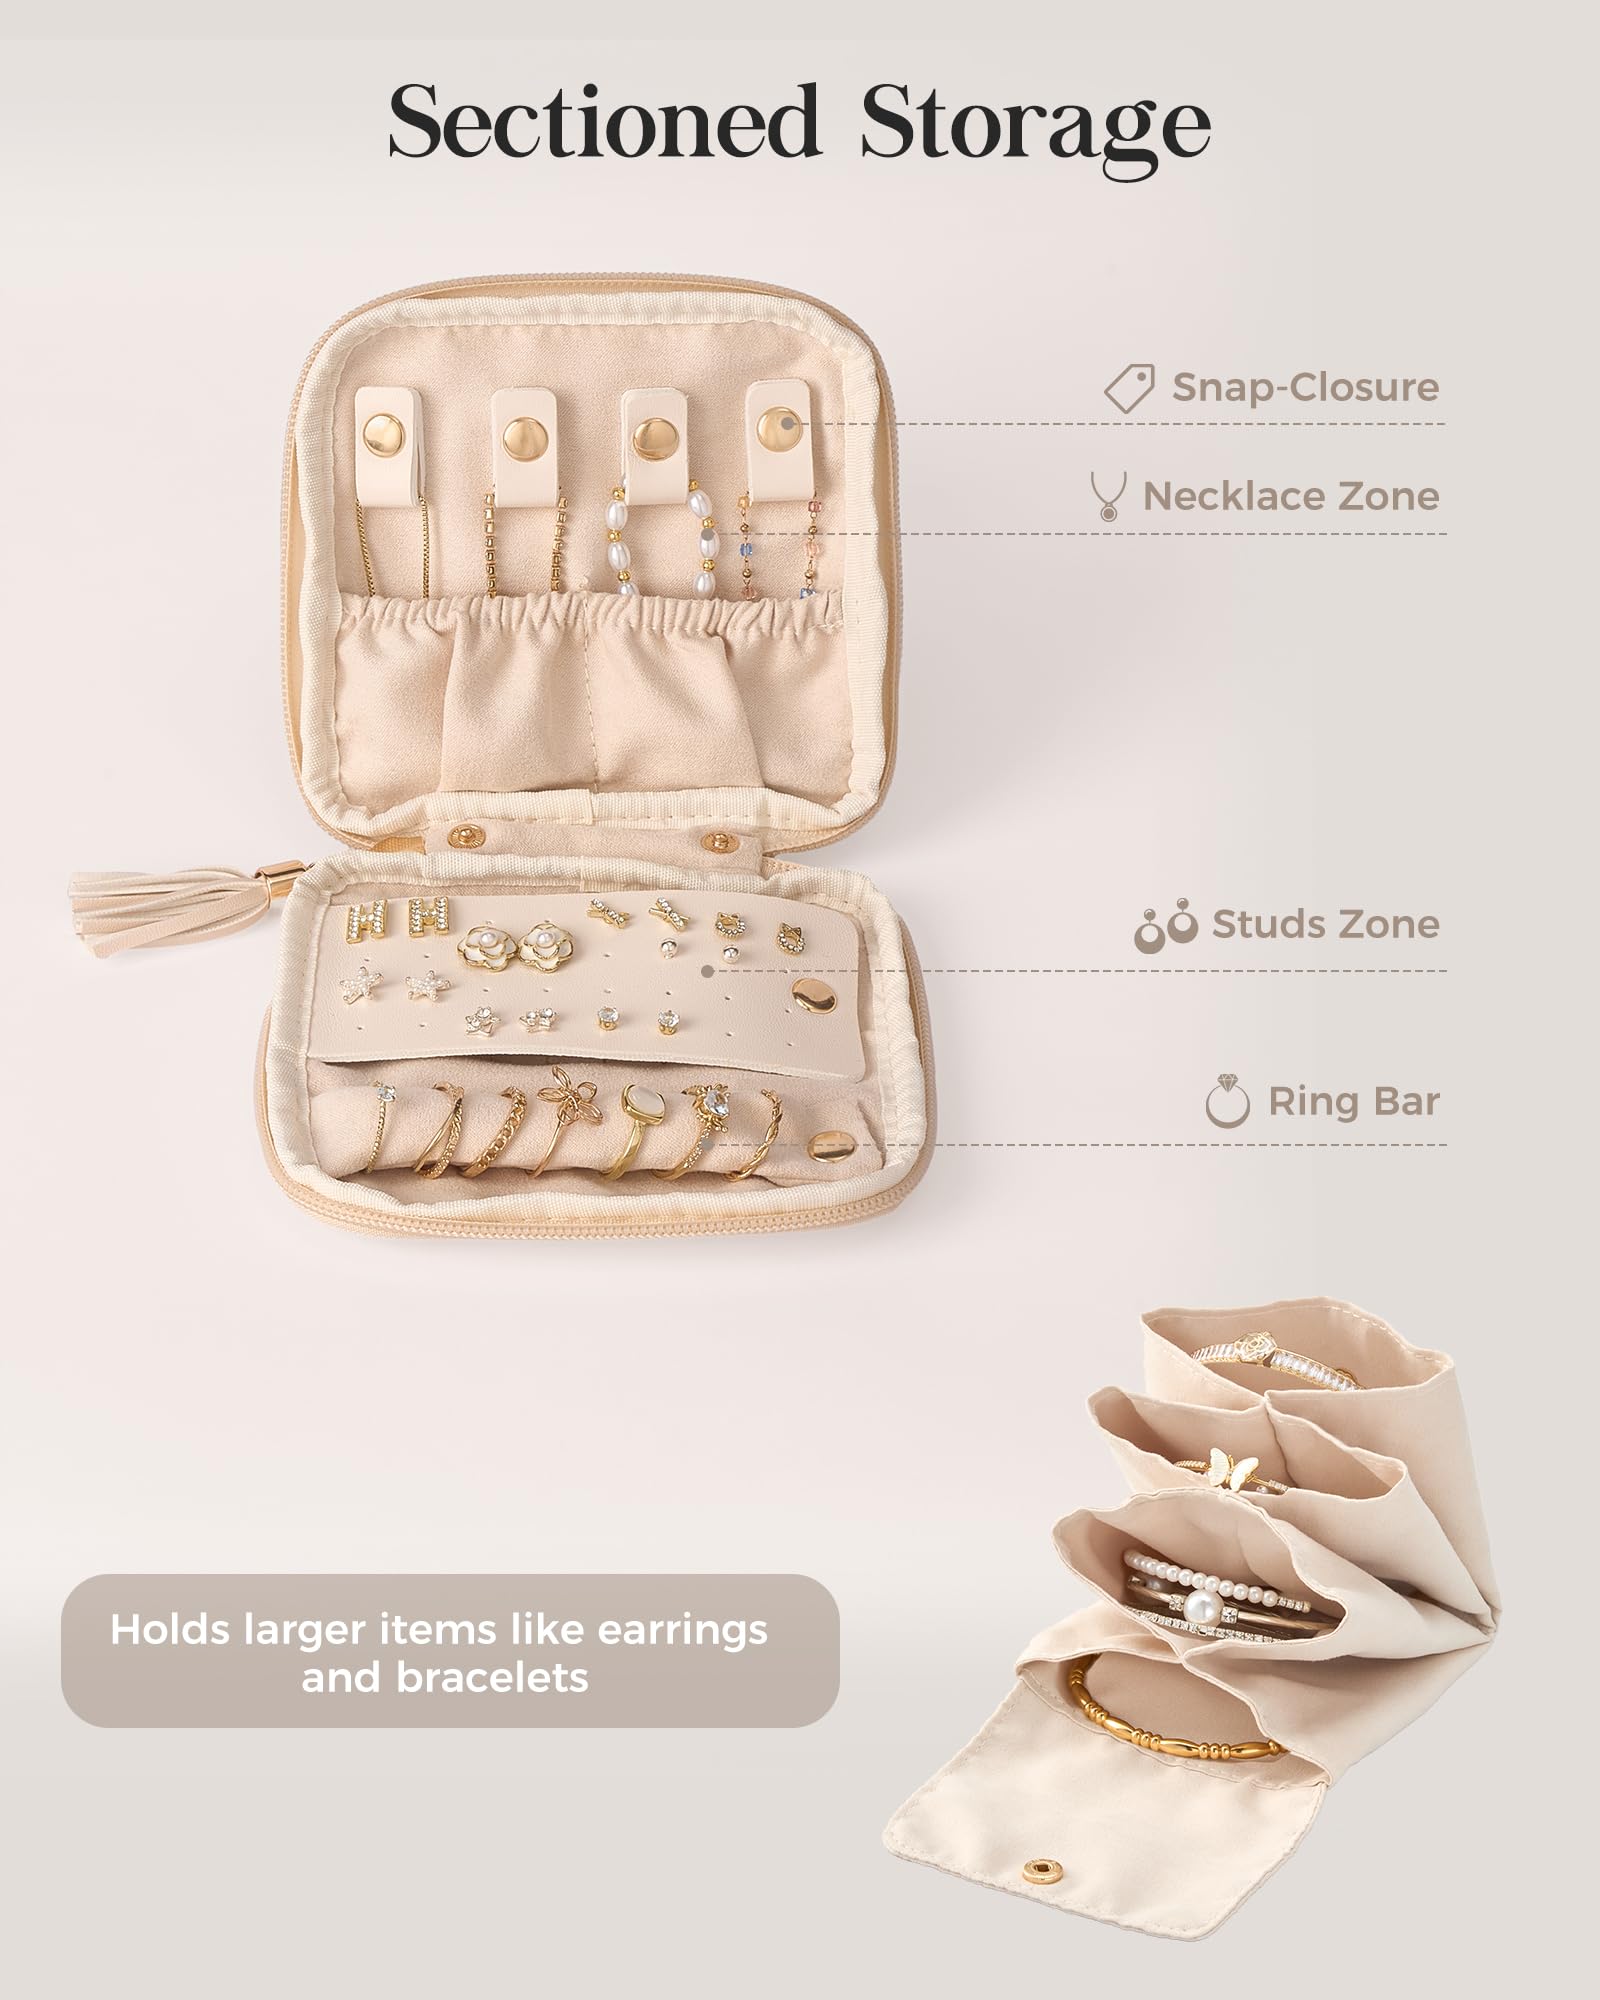 Sectioned Storage
Snap-Closure
Necklace Zone
Studs Zone
Ring Bar
Holds larger items like earrings
and bracelets